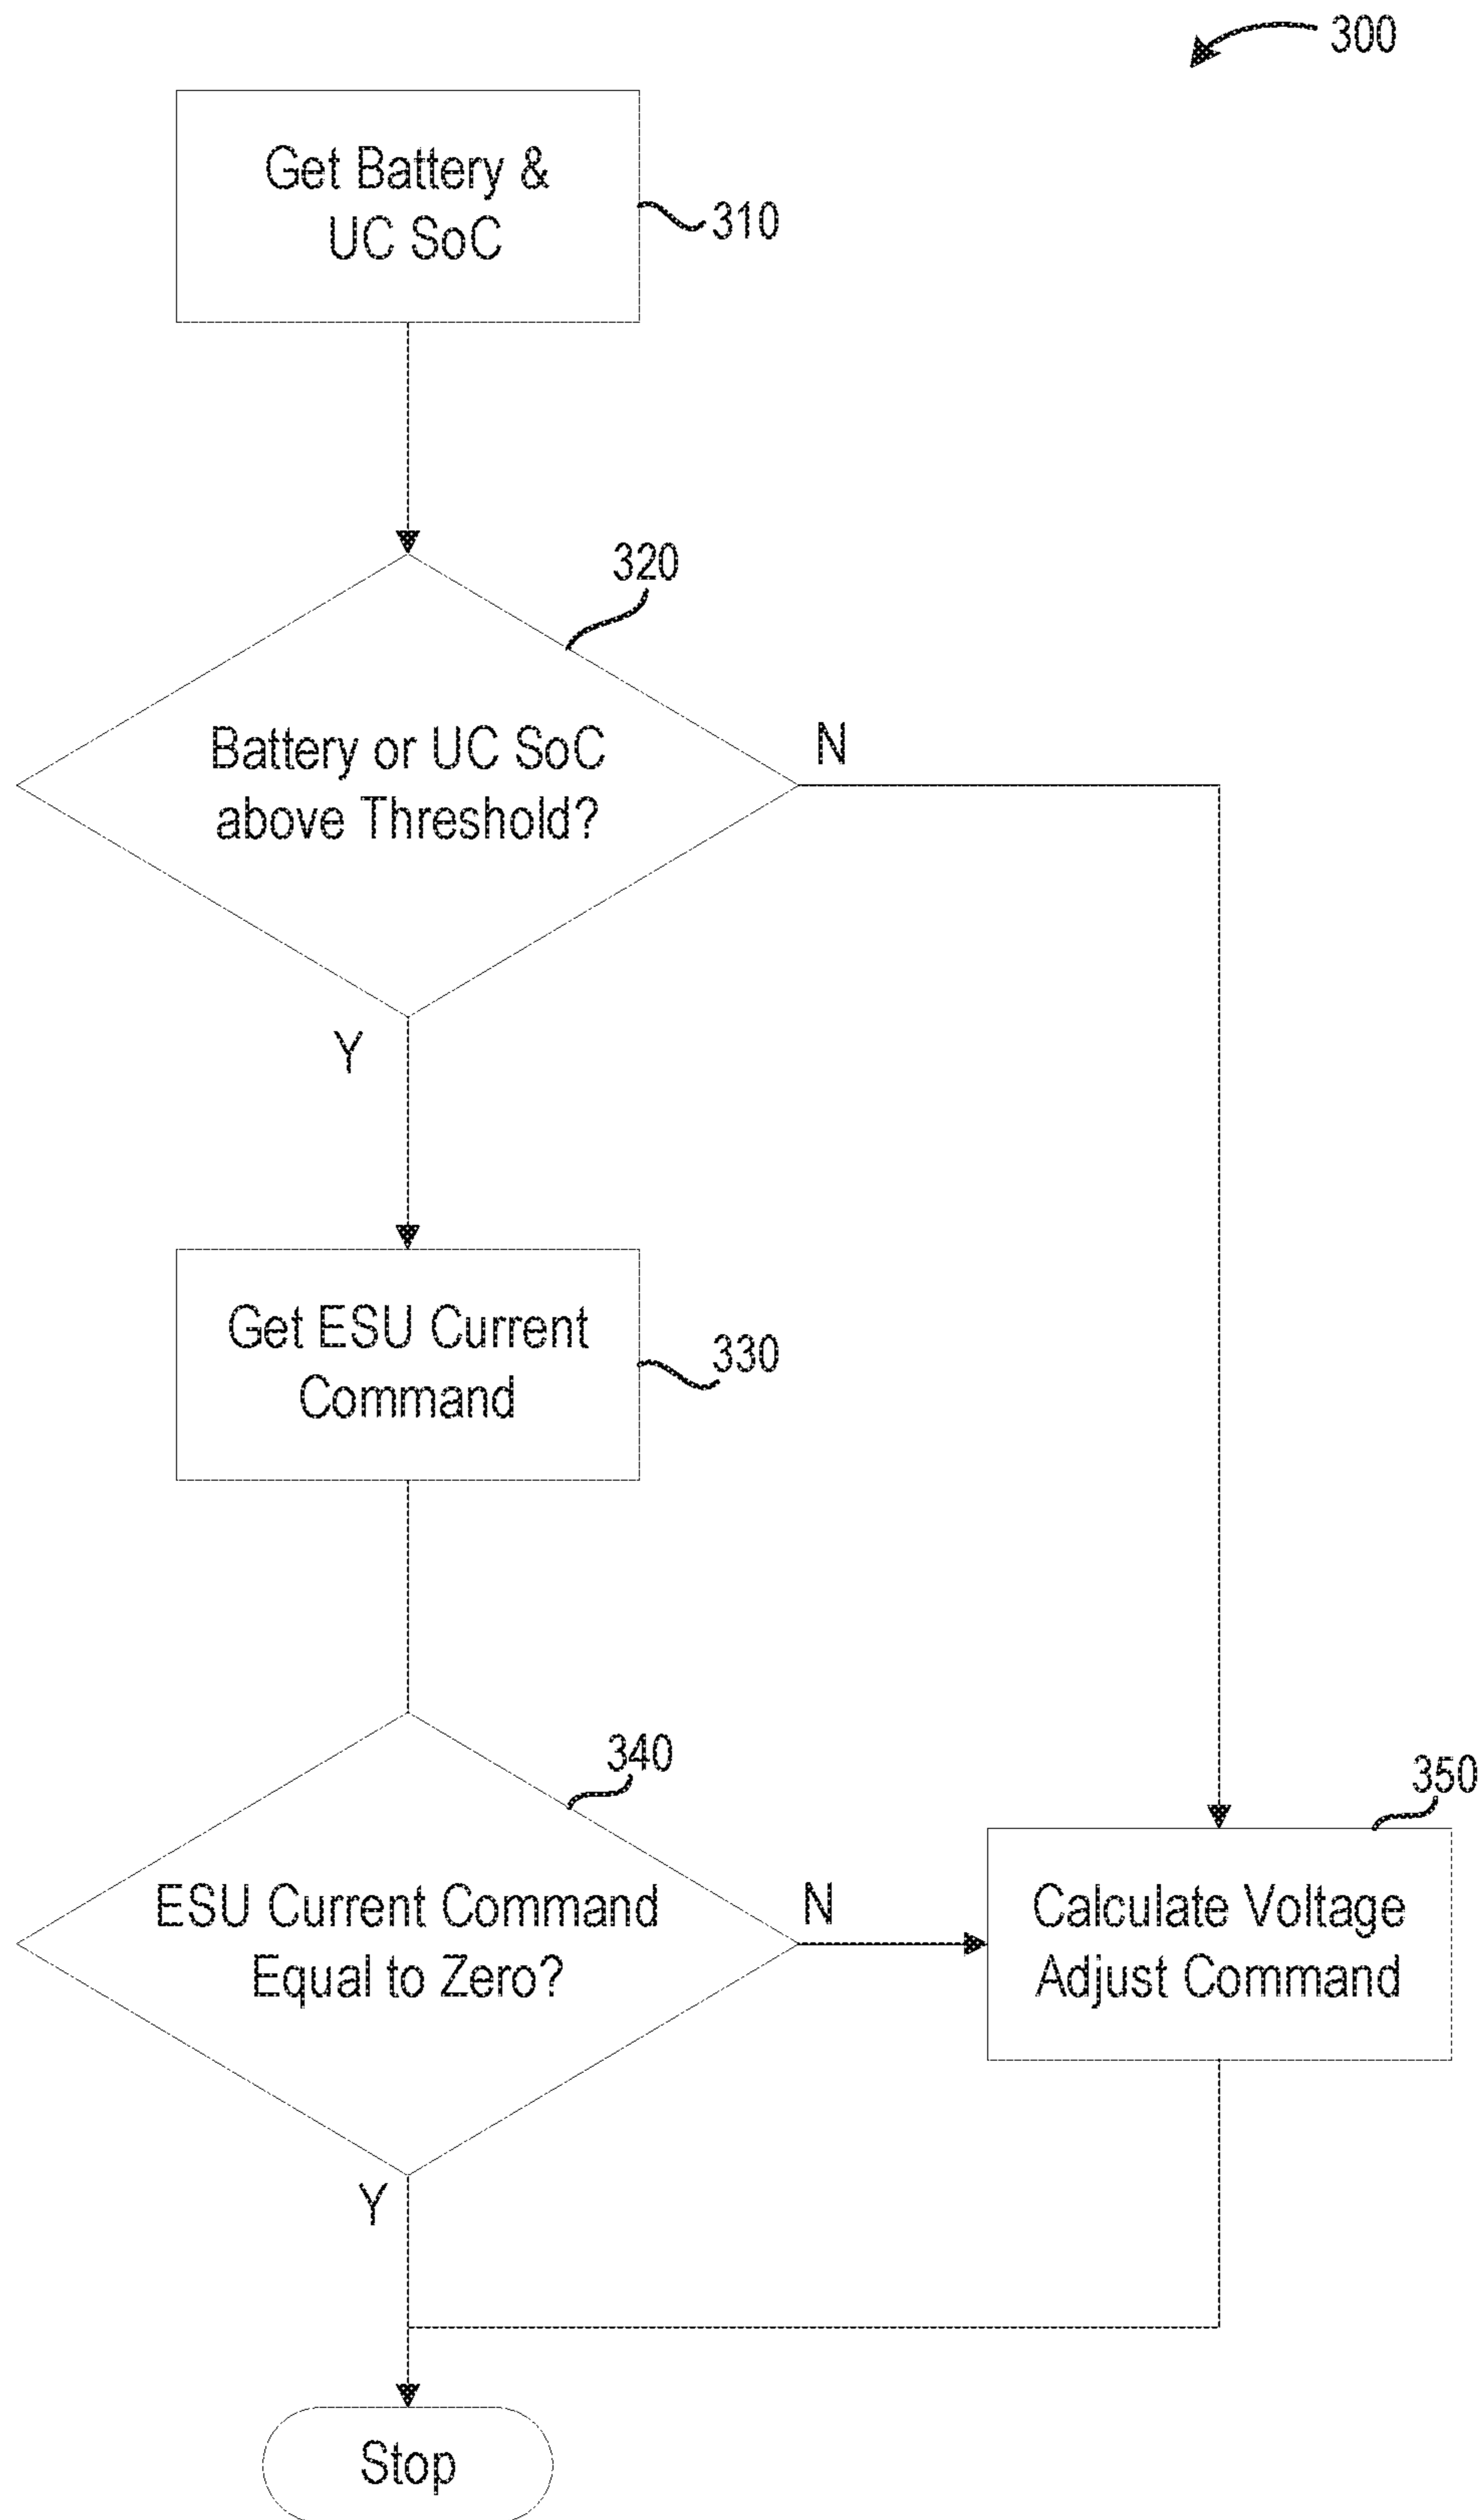 300
Get Battery &
UC SoC
310
320
Battery or UC SoC
above Threshold?
N
Y
Get ESU Current
Command
330
340
350
ESU Current Command
Equal to Zero?
N
Calculate Voltage
Adjust Command
Y
Stop